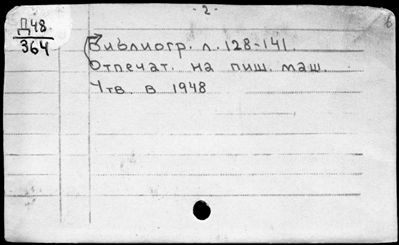 - 2 -
Д48
364
Библиогр. л. 128-141.
Отпечат. на пиш. маш.
Утв. в 1948